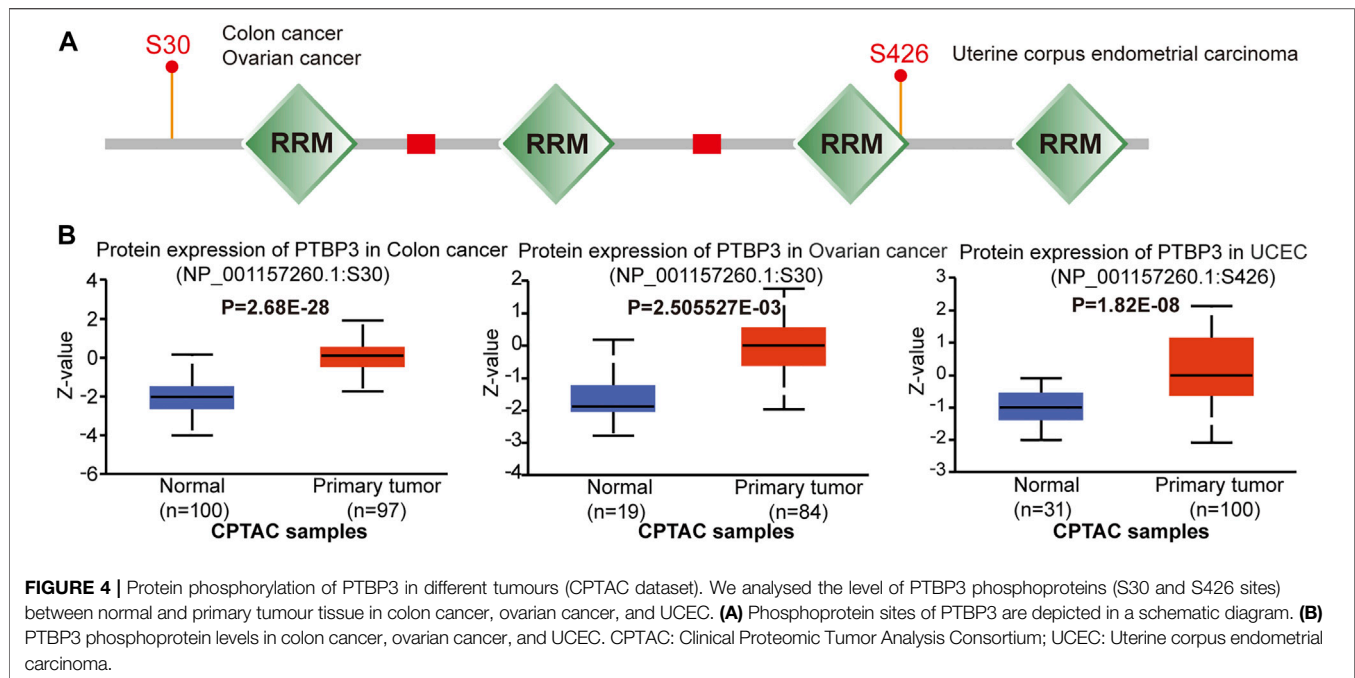 A
S30
Colon cancer
Ovarian cancer
S426
Uterine corpus endometrial carcinoma
RRM
RRM
RRM
RRM
B
Protein expression of PTBP3 in Colon cancer
(NP_001157260.1:S30)
P=2.68E-28
Z-value
4
2
0
-2
-4
-6
Normal
(n=100)
Primary tumor
(n=97)
CPTAC samples
Protein expression of PTBP3 in Ovarian cancer
(NP_001157260.1:S30)
P=2.505527E-03
Z-value
2
1
0
-1
-2
-3
-4
Normal
(n=19)
Primary tumor
(n=84)
CPTAC samples
Protein expression of PTBP3 in UCEC
(NP_001157260.1:S426)
P=1.82E-08
Z-value
3
2
1
0
-1
-2
-3
Normal
(n=31)
Primary tumor
(n=100)
CPTAC samples
FIGURE 4 | Protein phosphorylation of PTBP3 in different tumours (CPTAC dataset). We analysed the level of PTBP3 phosphoproteins (S30 and S426 sites)
between normal and primary tumour tissue in colon cancer, ovarian cancer, and UCEC. (A) Phosphoprotein sites of PTBP3 are depicted in a schematic diagram. (B)
PTBP3 phosphoprotein levels in colon cancer, ovarian cancer, and UCEC. CPTAC: Clinical Proteomic Tumor Analysis Consortium; UCEC: Uterine corpus endometrial
carcinoma.